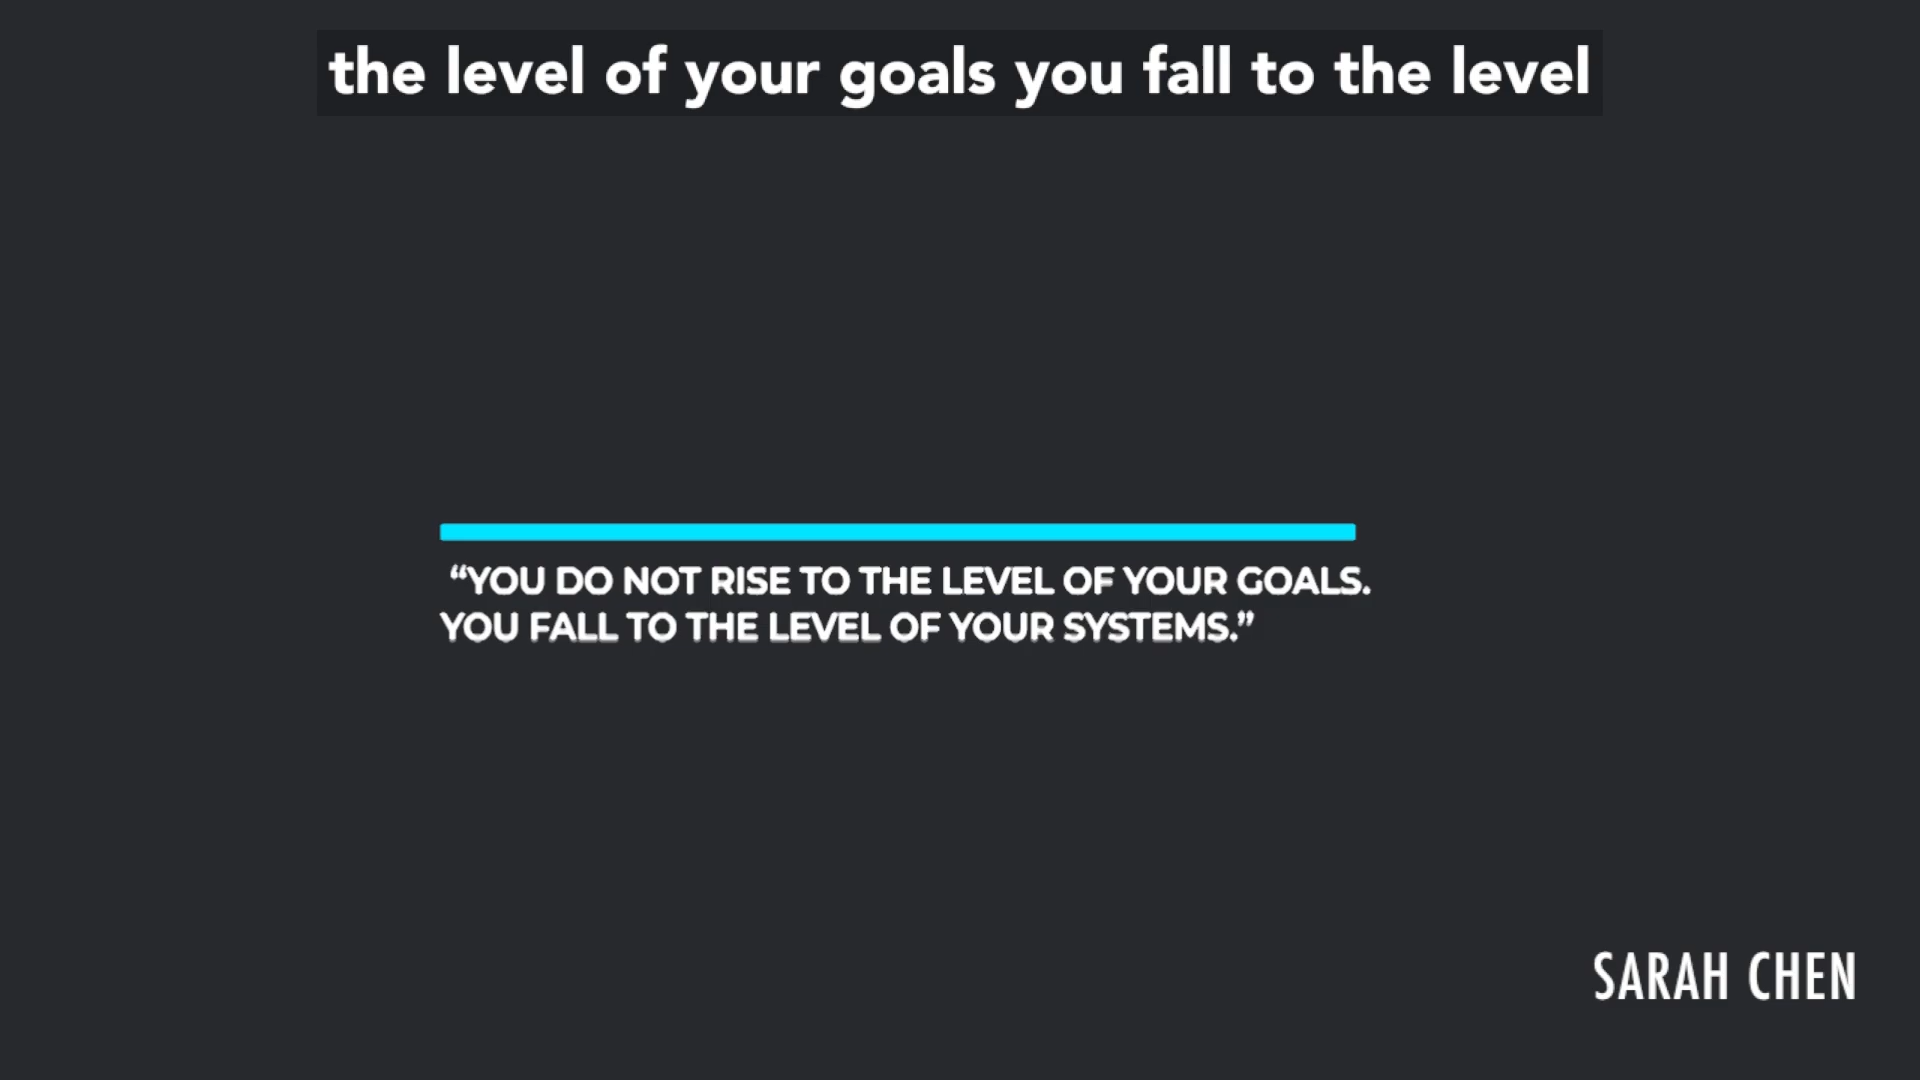 the level of your goals you fall to the level
“YOU DO NOT RISE TO THE LEVEL OF YOUR GOALS.
YOU FALL TO THE LEVEL OF YOUR SYSTEMS.”
SARAH CHEN